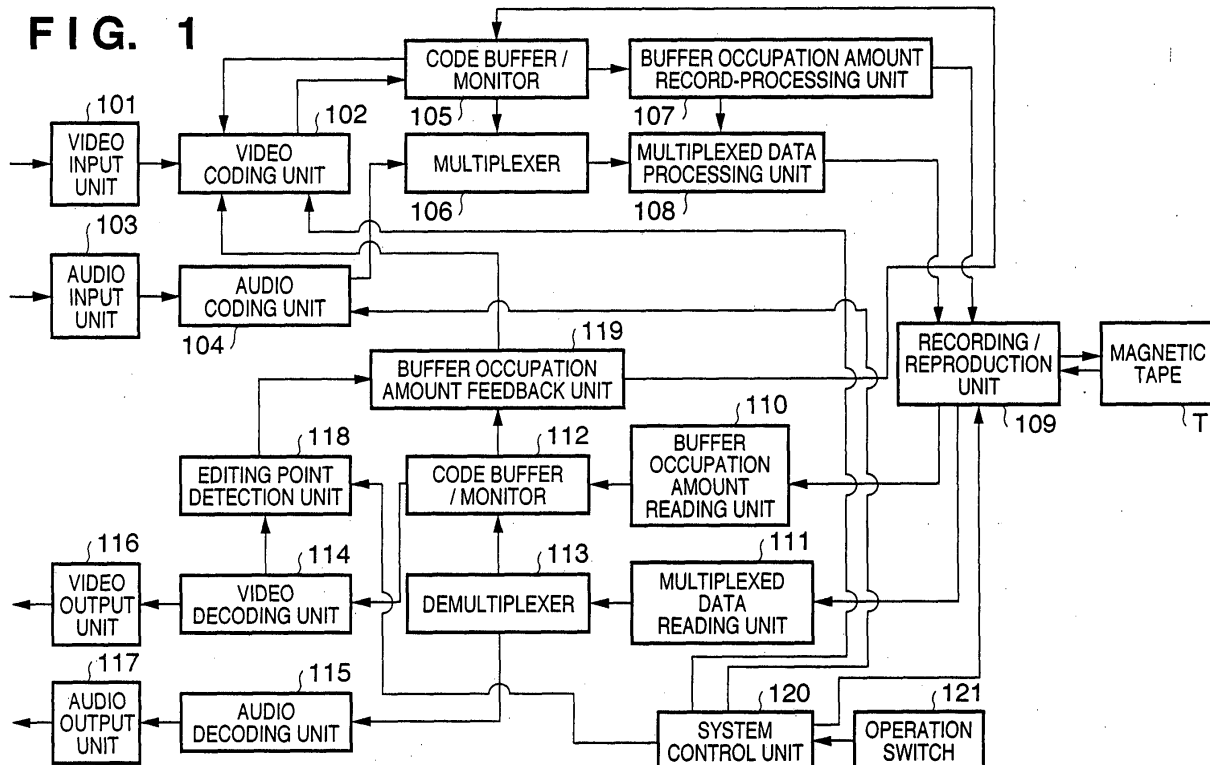 FIG. 1
101
VIDEO
INPUT
UNIT
102
VIDEO
CODING UNIT
103
AUDIO
INPUT
UNIT
AUDIO
CODING UNIT
104
CODE BUFFER /
MONITOR
105
MULTIPLEXER
106
BUFFER OCCUPATION AMOUNT
RECORD-PROCESSING UNIT
107
MULTIPLEXED DATA
PROCESSING UNIT
108
RECORDING /
REPRODUCTION
UNIT
109
MAGNETIC
TAPE
T
119
BUFFER OCCUPATION
AMOUNT FEEDBACK UNIT
110
BUFFER
OCCUPATION
AMOUNT
READING UNIT
112
CODE BUFFER
/ MONITOR
118
EDITING POINT
DETECTION UNIT
111
MULTIPLEXED
DATA
READING UNIT
113
DEMULTIPLEXER
114
VIDEO
DECODING UNIT
116
VIDEO
OUTPUT
UNIT
115
AUDIO
DECODING UNIT
117
AUDIO
OUTPUT
UNIT
120
SYSTEM
CONTROL UNIT
121
OPERATION
SWITCH